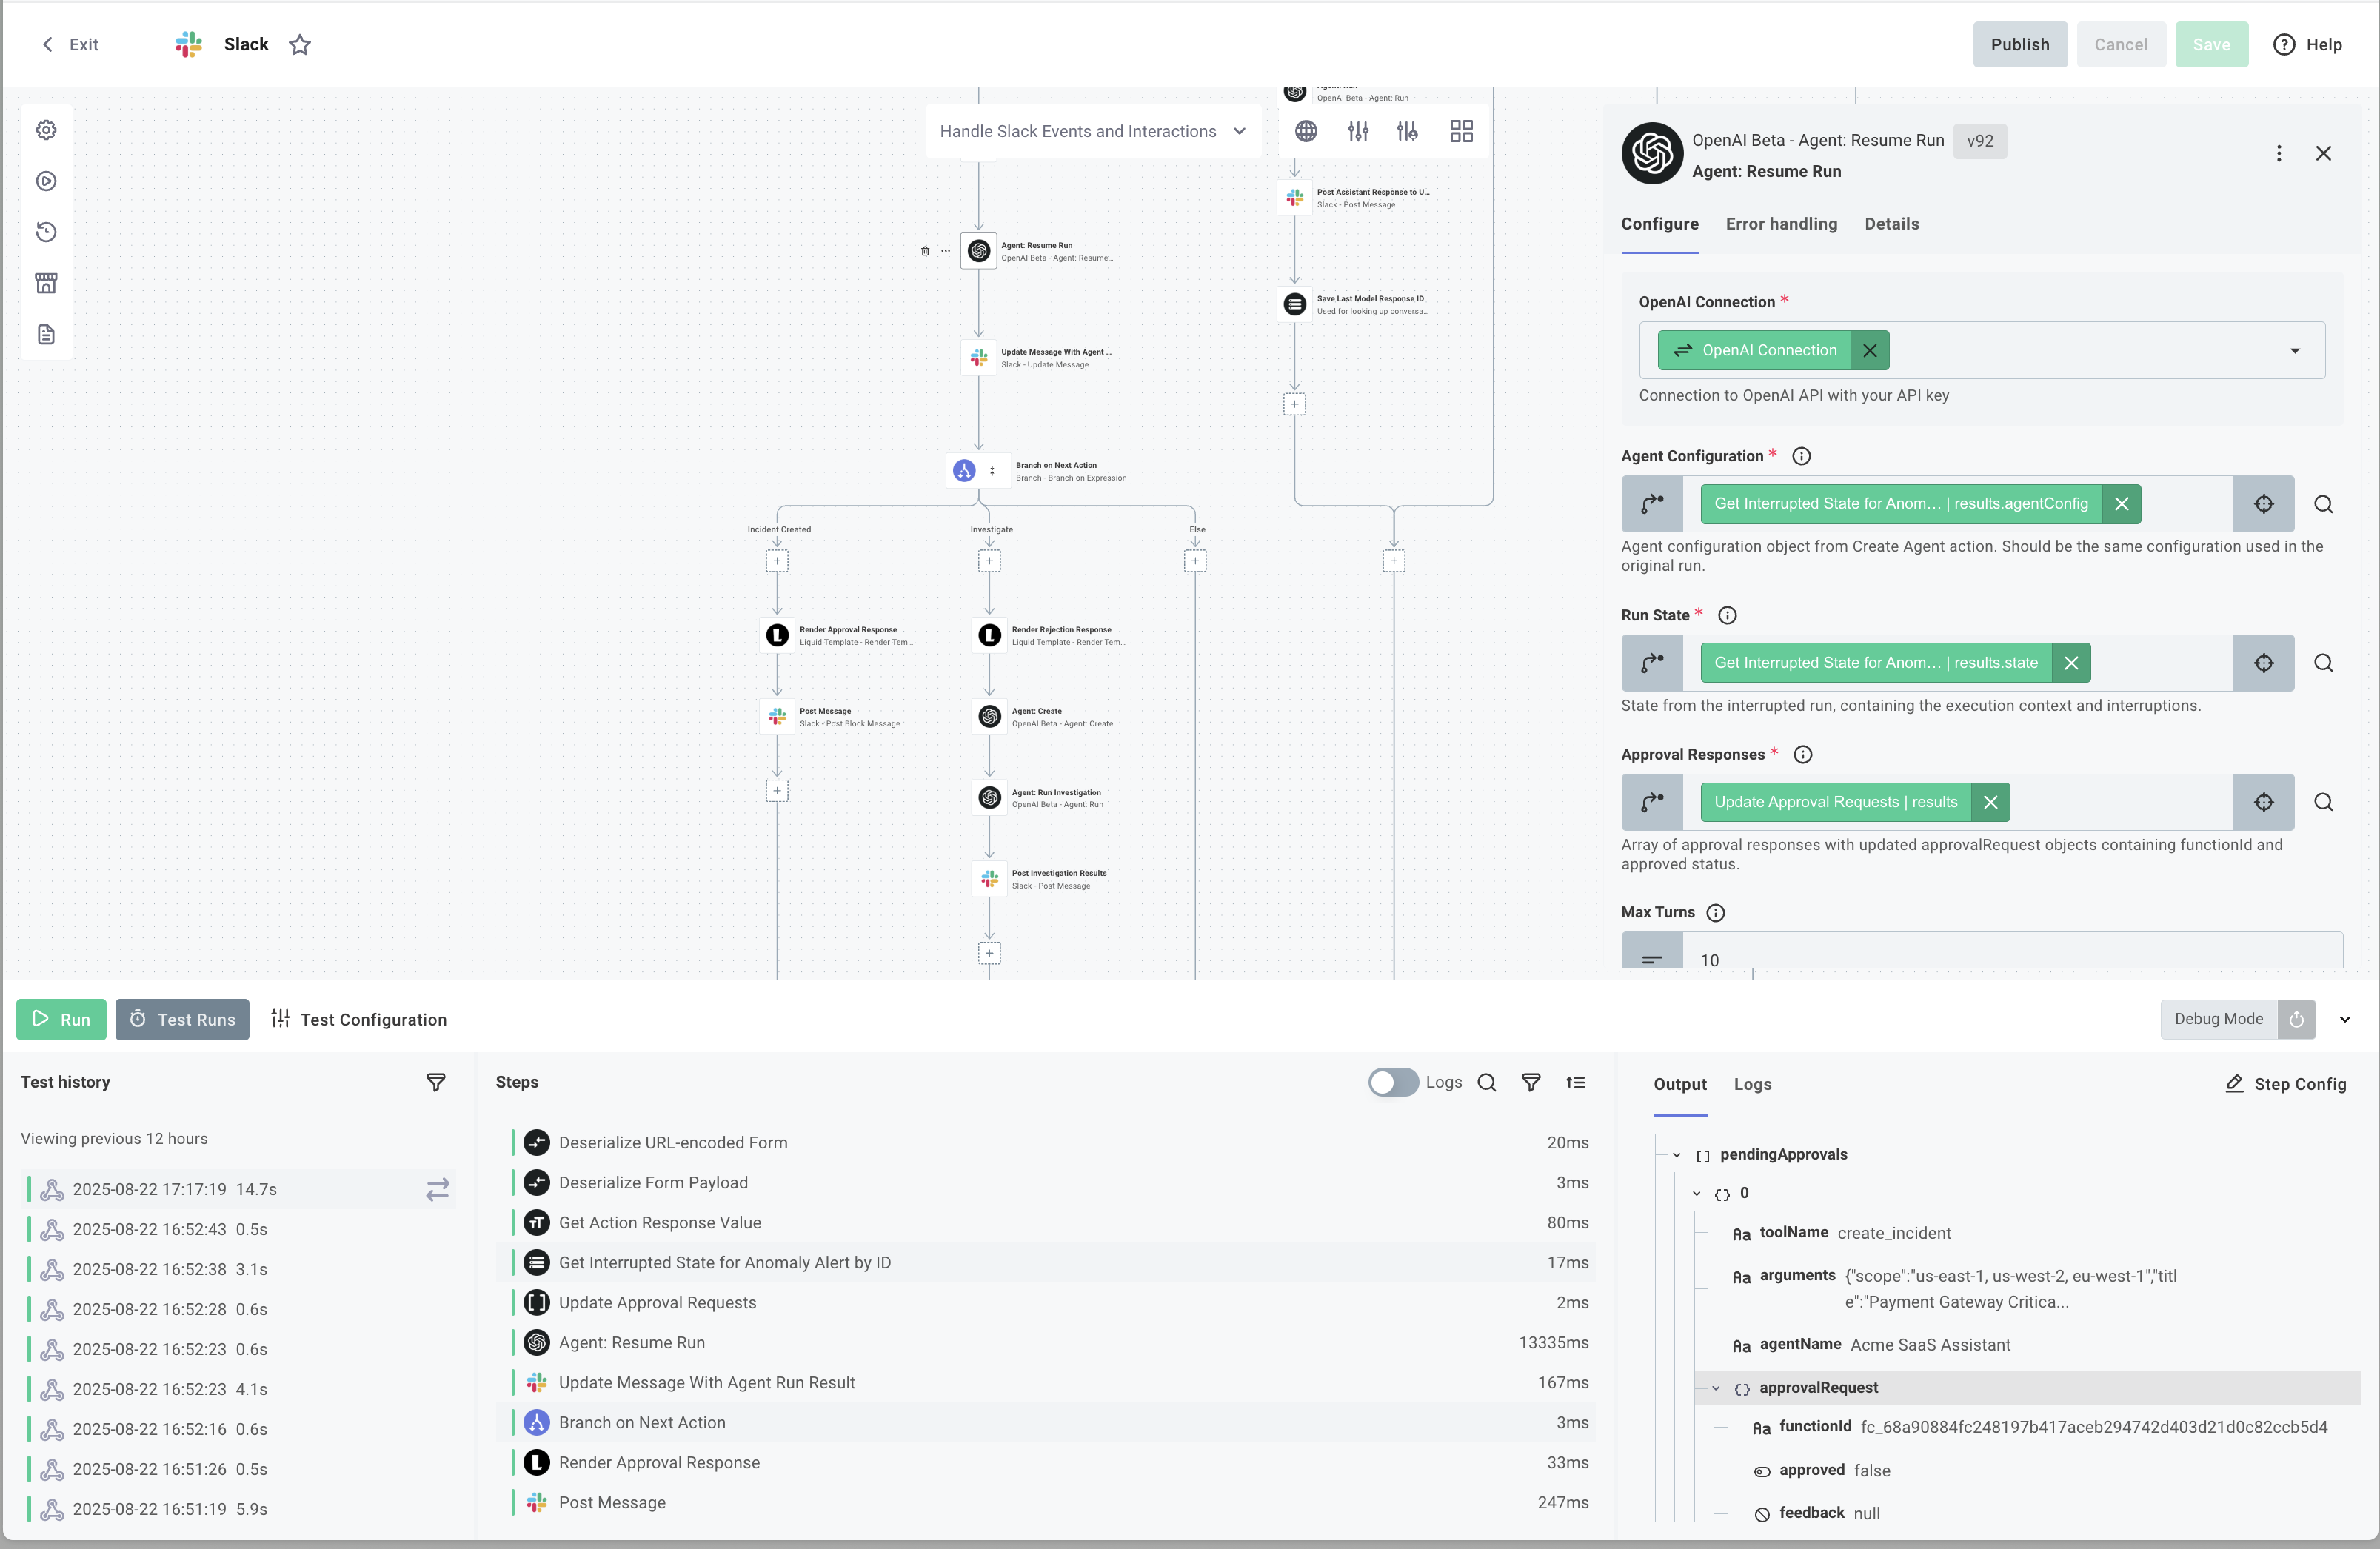 Exit
Slack
Publish
Cancel
Save
Help
Handle Slack Events and Interactions
OpenAI Beta - Agent: Run
Post Assistant Response to U...
Slack - Post Message
Save Last Model Response ID
Used for looking up conversa...
Agent: Resume Run
OpenAI Beta - Agent: Resume...
Update Message With Agent ...
Slack - Update Message
Branch on Next Action
Branch - Branch on Expression
Incident Created
Investigate
Else
Render Approval Response
Liquid Template - Render Tem...
Render Rejection Response
Liquid Template - Render Tem...
Post Message
Slack - Post Block Message
Agent: Create
OpenAI Beta - Agent: Create
Agent: Run Investigation
OpenAI Beta - Agent: Run
Post Investigation Results
Slack - Post Message
OpenAI Beta - Agent: Resume Run v92
Agent: Resume Run
Configure
Error handling
Details
OpenAI Connection *
OpenAI Connection
Connection to OpenAI API with your API key
Agent Configuration *
Get Interrupted State for Anom... | results.agentConfig
Agent configuration object from Create Agent action. Should be the same configuration used in the
original run.
Run State *
Get Interrupted State for Anom... | results.state
State from the interrupted run, containing the execution context and interruptions.
Approval Responses *
Update Approval Requests | results
Array of approval responses with updated approvalRequest objects containing functionId and
approved status.
Max Turns
10
Run
Test Runs
Test Configuration
Debug Mode
Test history
Viewing previous 12 hours
2025-08-22 17:17:19 14.7s
2025-08-22 16:52:43 0.5s
2025-08-22 16:52:38 3.1s
2025-08-22 16:52:28 0.6s
2025-08-22 16:52:23 0.6s
2025-08-22 16:52:23 4.1s
2025-08-22 16:52:16 0.6s
2025-08-22 16:51:26 0.5s
2025-08-22 16:51:19 5.9s
Steps
Logs
Deserialize URL-encoded Form 20ms
Deserialize Form Payload 3ms
Get Action Response Value 80ms
Get Interrupted State for Anomaly Alert by ID 17ms
Update Approval Requests 2ms
Agent: Resume Run 13335ms
Update Message With Agent Run Result 167ms
Branch on Next Action 3ms
Render Approval Response 33ms
Post Message 247ms
Output
Logs
Step Config
[] pendingApprovals
{} 0
Aa toolName create_incident
Aa arguments {"scope":"us-east-1, us-west-2, eu-west-1","titl
e":"Payment Gateway Critica...
Aa agentName Acme SaaS Assistant
{} approvalRequest
Aa functionId fc_68a90884fc248197b417aceb294742d403d21d0c82ccb5d4
approved false
feedback null